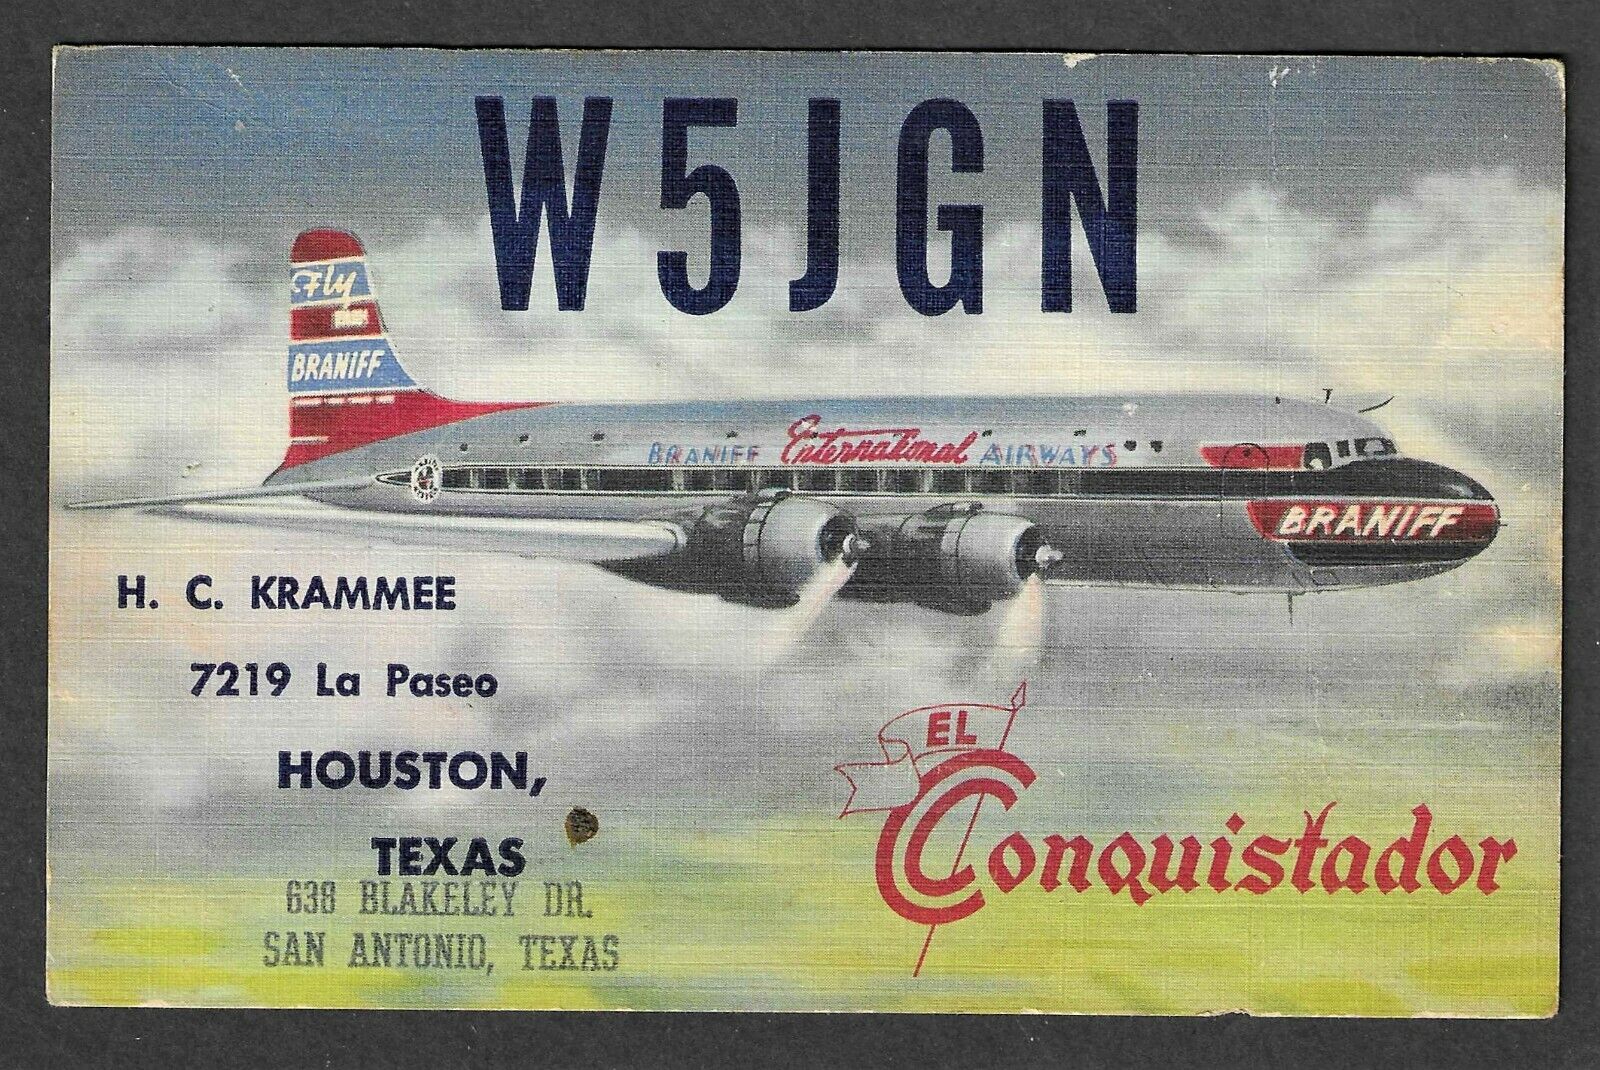 W5JGN
Fly
BRANIFF
BRANIFF International AIRWAYS
BRANIFF
H. C. KRAMMEE
7219 La Paseo
HOUSTON,
TEXAS
638 BLAKELEY DR.
SAN ANTONIO, TEXAS
EL
Conquistador